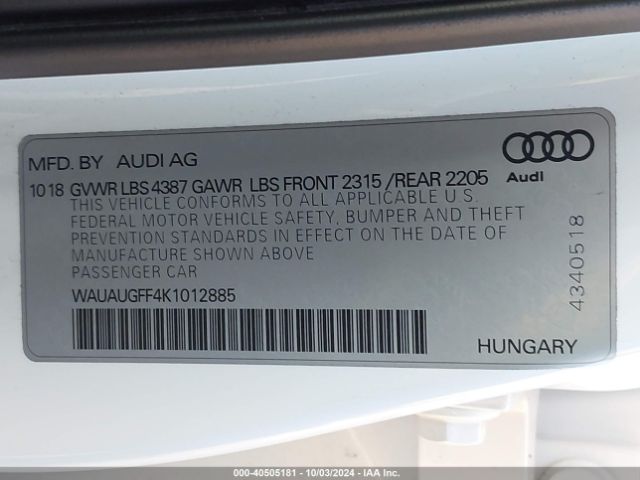 MFD. BY AUDI AG
10 18 GVWR LBS 4387 GAWR LBS FRONT 2315 /REAR 2205
Audi
THIS VEHICLE CONFORMS TO ALL APPLICABLE U.S.
FEDERAL MOTOR VEHICLE SAFETY, BUMPER AND THEFT
PREVENTION STANDARDS IN EFFECT ON THE DATE OF
MANUFACTURE SHOWN ABOVE
PASSENGER CAR
4340518
WAUAUGFF4K1012885
HUNGARY
000-40505181 - 10/03/2024 - IAA Inc.